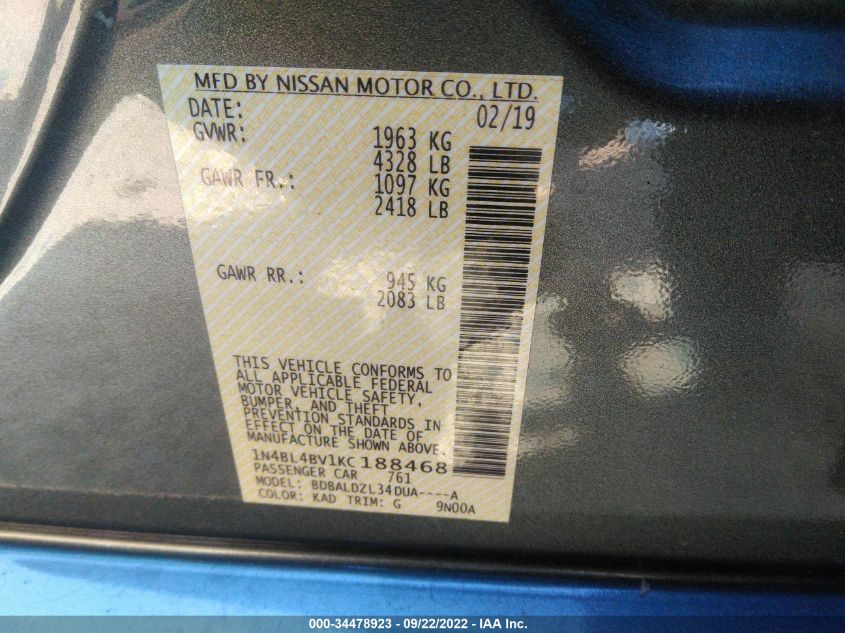 MFD BY NISSAN MOTOR CO., LTD.
DATE: 02/19
GVWR: 1963 KG
4328 LB
GAWR FR.: 1097 KG
2418 LB
GAWR RR.: 945 KG
2083 LB
THIS VEHICLE CONFORMS TO
ALL APPLICABLE FEDERAL
MOTOR VEHICLE SAFETY,
BUMPER, AND THEFT
PREVENTION STANDARDS IN
EFFECT ON THE DATE OF
MANUFACTURE SHOWN ABOVE.
1N4BL4BV1KC188468
PASSENGER CAR 761
MODEL: BDBALDZL34DUA----A
COLOR: KAD TRIM: G 9N00A
000-34478923 - 09/22/2022 - IAA Inc.